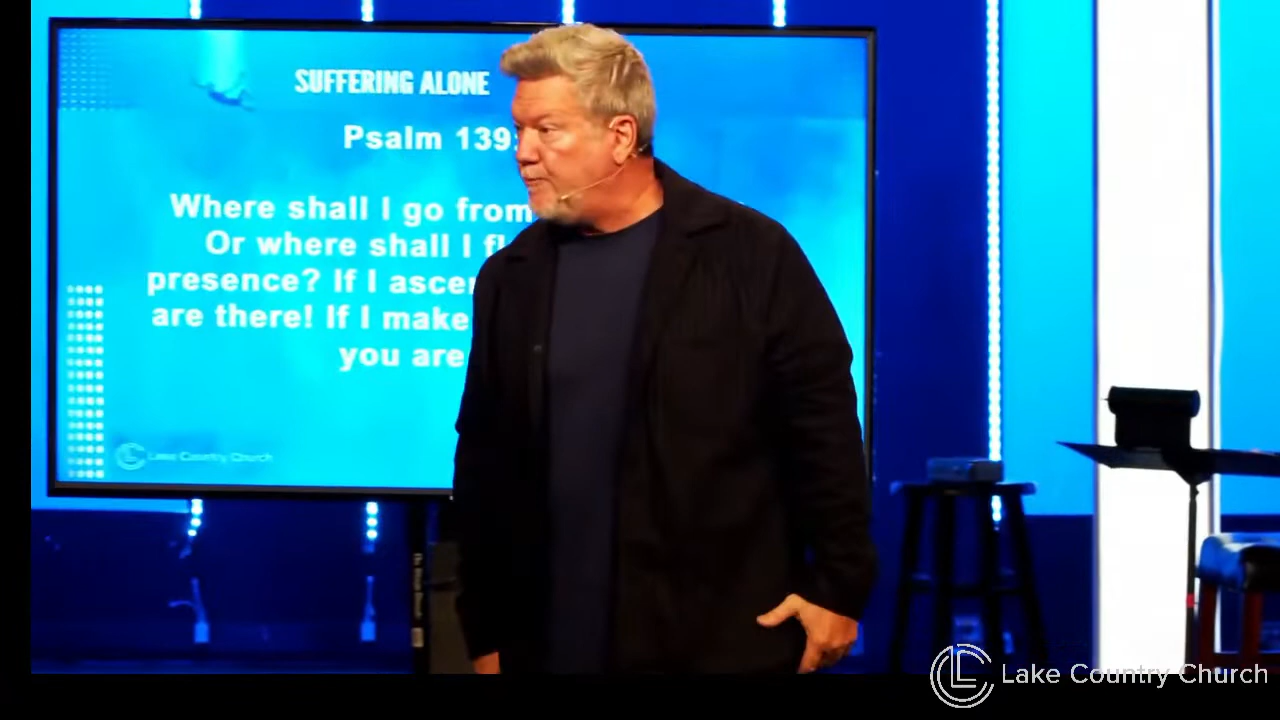 SUFFERING ALONE
Psalm 139:
Where shall I go from
Or where shall I fl
presence? If I ascen
are there! If I make
you are
Lake Country Church
Lake Country Church